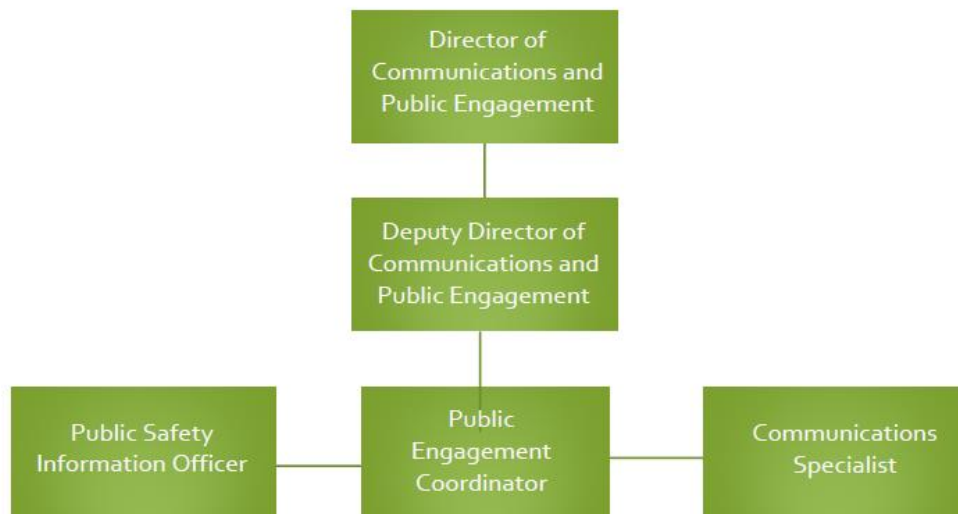 Director of
Communications and
Public Engagement
Deputy Director of
Communications and
Public Engagement
Public Safety
Information Officer
Public
Engagement
Coordinator
Communications
Specialist